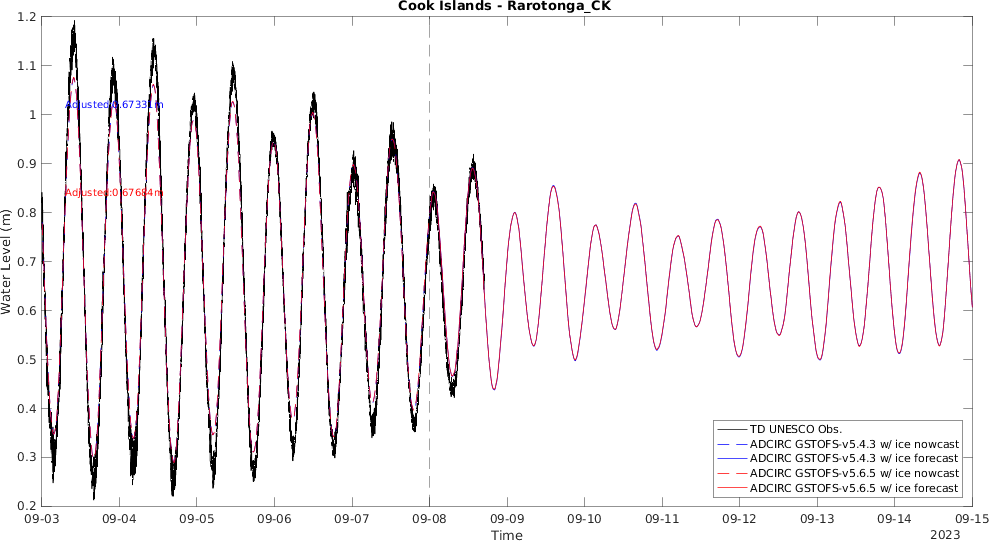 Cook Islands - Rarotonga_CK
1.2
1.1
1
0.9
0.8
0.7
0.6
0.5
0.4
0.3
0.2
Water Level (m)
Adjusted:0.67331m
Adjusted:0.67684m
TD UNESCO Obs.
ADCIRC GSTOFS-v5.4.3 w/ ice nowcast
ADCIRC GSTOFS-v5.4.3 w/ ice forecast
ADCIRC GSTOFS-v5.6.5 w/ ice nowcast
ADCIRC GSTOFS-v5.6.5 w/ ice forecast
09-03 09-04 09-05 09-06 09-07 09-08 09-09 09-10 09-11 09-12 09-13 09-14 09-15
Time
2023